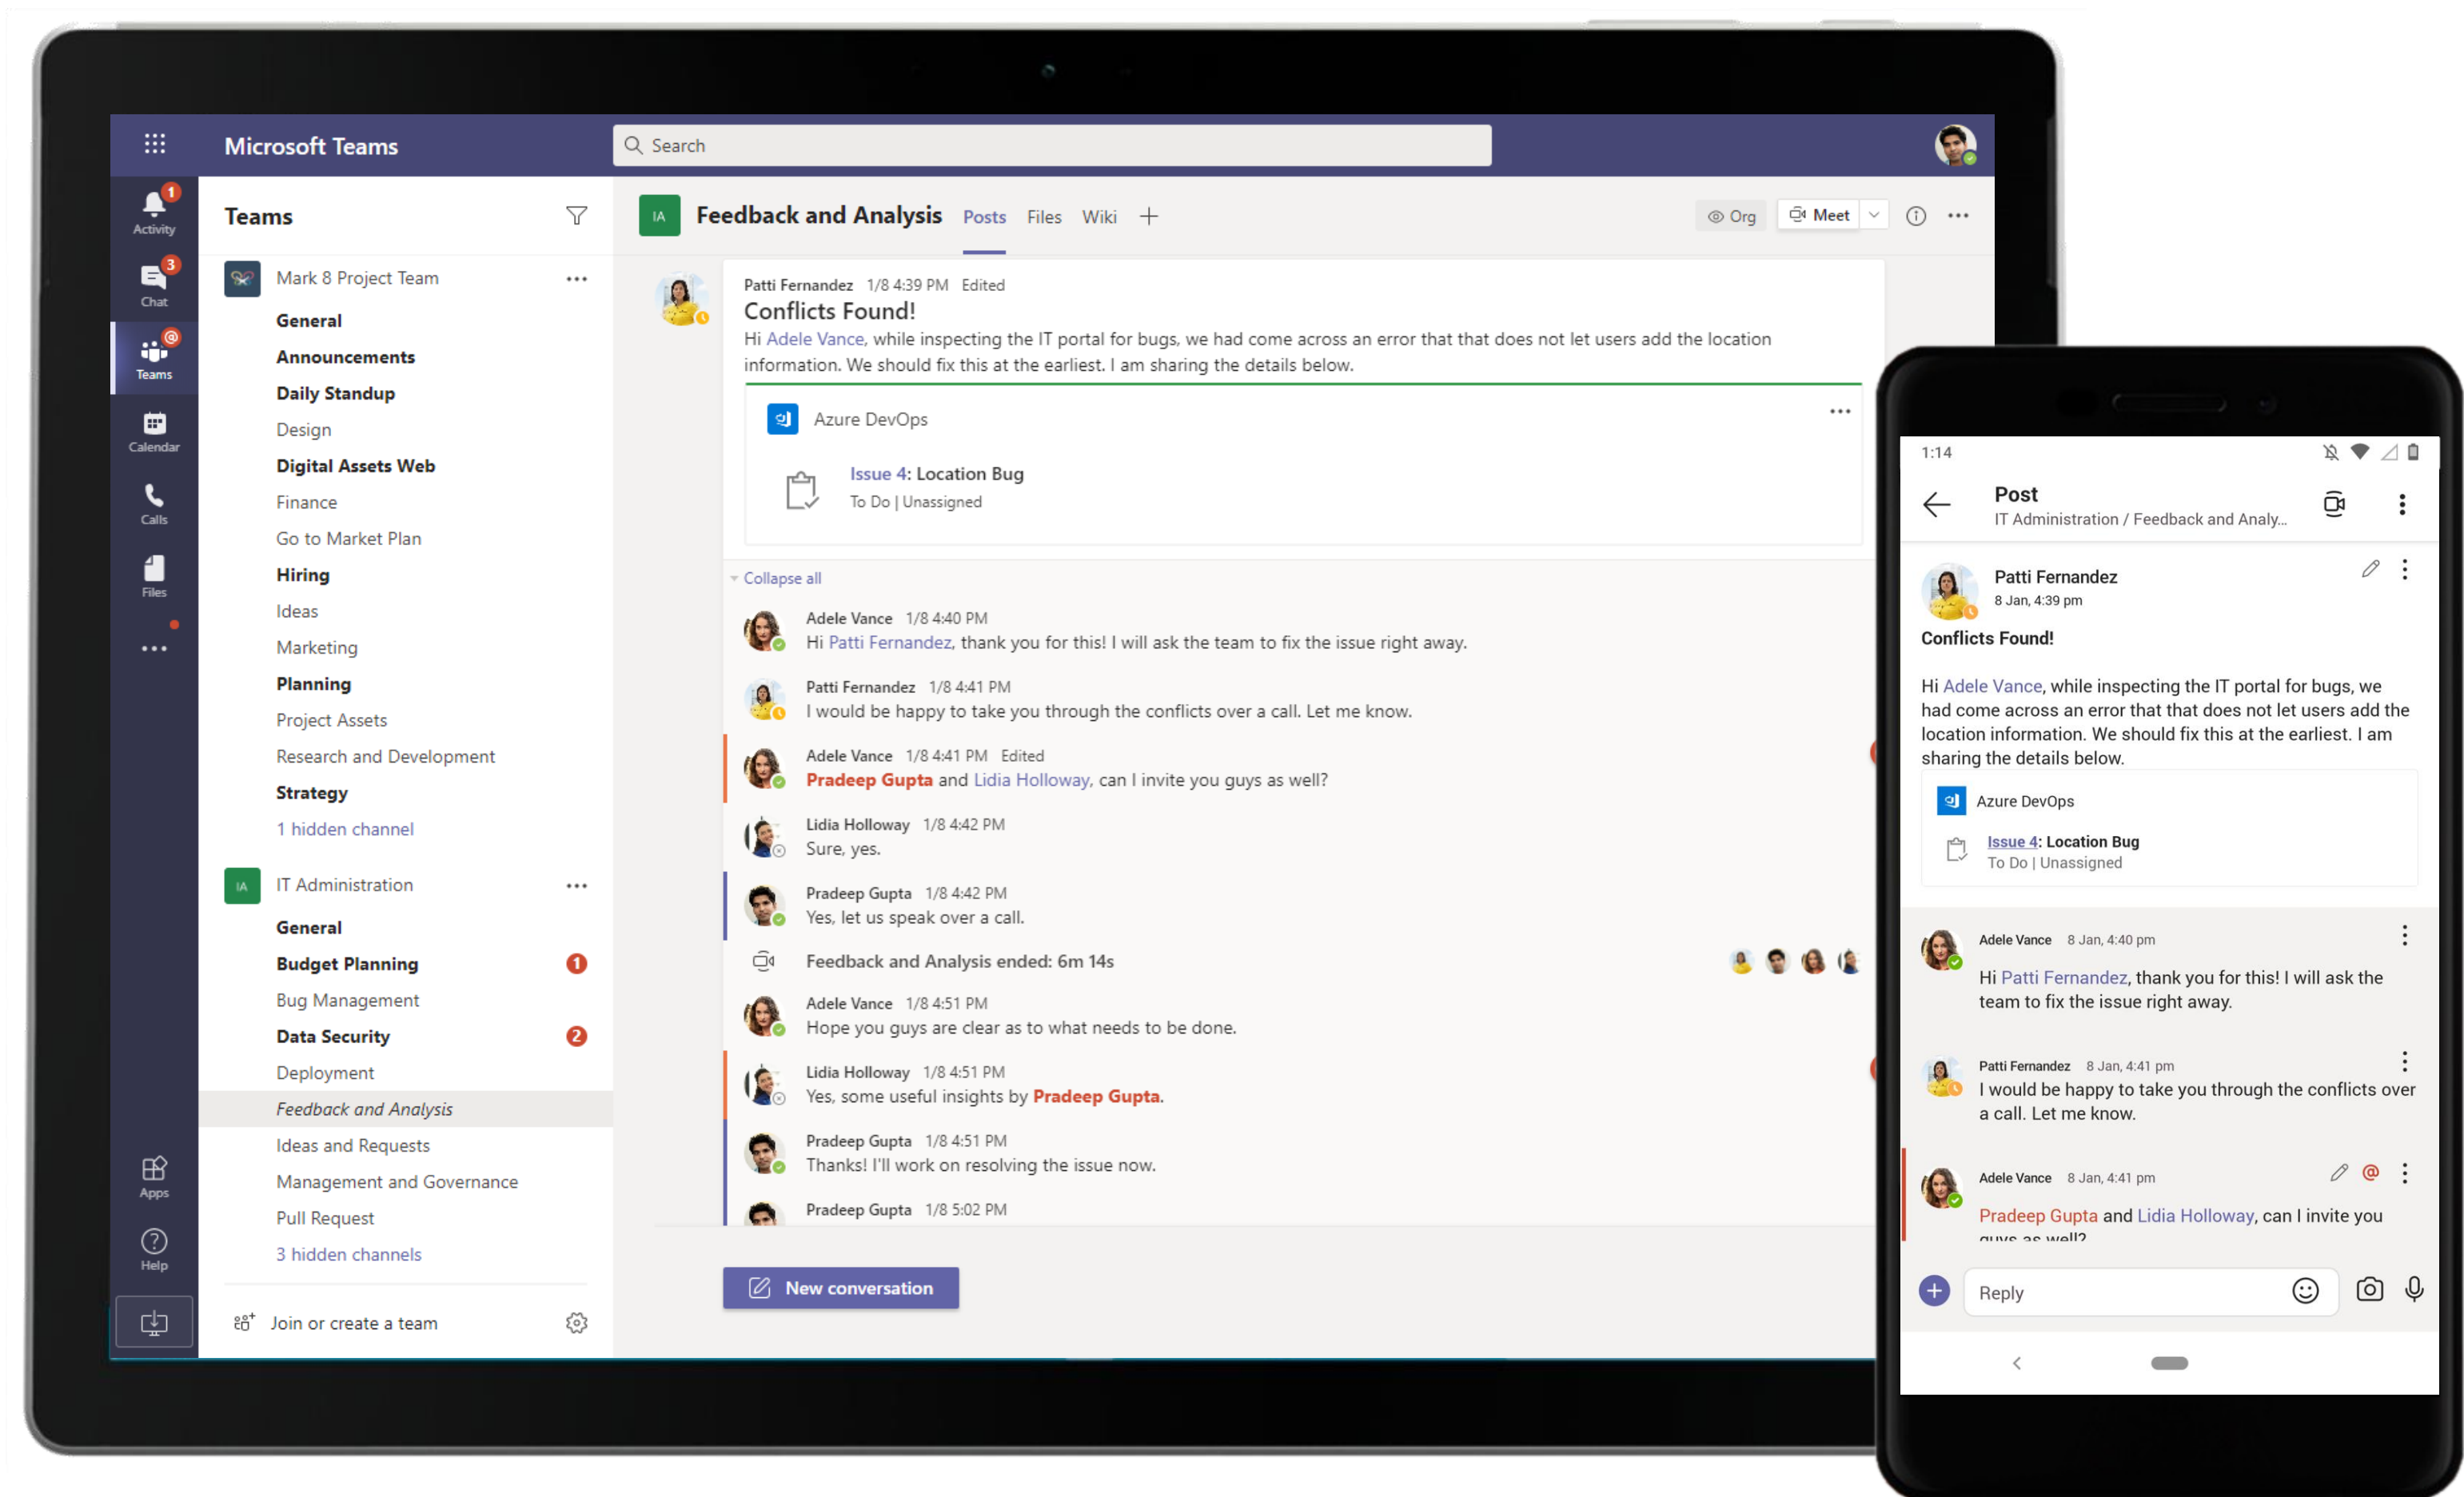 Microsoft Teams
Search
1
Activity
3
Chat
@
Teams
Calendar
Calls
Files
Apps
Help
Teams
Mark 8 Project Team
General
Announcements
Daily Standup
Design
Digital Assets Web
Finance
Go to Market Plan
Hiring
Ideas
Marketing
Planning
Project Assets
Research and Development
Strategy
1 hidden channel
IA IT Administration
General
Budget Planning 1
Bug Management
Data Security 2
Deployment
Feedback and Analysis
Ideas and Requests
Management and Governance
Pull Request
3 hidden channels
Join or create a team
IA Feedback and Analysis Posts Files Wiki
Org Meet
Patti Fernandez 1/8 4:39 PM Edited
Conflicts Found!
Hi Adele Vance, while inspecting the IT portal for bugs, we had come across an error that that does not let users add the location
information. We should fix this at the earliest. I am sharing the details below.
Azure DevOps
Issue 4: Location Bug
To Do | Unassigned
Collapse all
Adele Vance 1/8 4:40 PM
Hi Patti Fernandez, thank you for this! I will ask the team to fix the issue right away.
Patti Fernandez 1/8 4:41 PM
I would be happy to take you through the conflicts over a call. Let me know.
Adele Vance 1/8 4:41 PM Edited
Pradeep Gupta and Lidia Holloway, can I invite you guys as well?
Lidia Holloway 1/8 4:42 PM
Sure, yes.
Pradeep Gupta 1/8 4:42 PM
Yes, let us speak over a call.
Feedback and Analysis ended: 6m 14s
Adele Vance 1/8 4:51 PM
Hope you guys are clear as to what needs to be done.
Lidia Holloway 1/8 4:51 PM
Yes, some useful insights by Pradeep Gupta.
Pradeep Gupta 1/8 4:51 PM
Thanks! I'll work on resolving the issue now.
Pradeep Gupta 1/8 5:02 PM
New conversation
1:14
Post
IT Administration / Feedback and Analy...
Patti Fernandez
8 Jan, 4:39 pm
Conflicts Found!
Hi Adele Vance, while inspecting the IT portal for bugs, we
had come across an error that that does not let users add the
location information. We should fix this at the earliest. I am
sharing the details below.
Azure DevOps
Issue 4: Location Bug
To Do | Unassigned
Adele Vance 8 Jan, 4:40 pm
Hi Patti Fernandez, thank you for this! I will ask the
team to fix the issue right away.
Patti Fernandez 8 Jan, 4:41 pm
I would be happy to take you through the conflicts over
a call. Let me know.
Adele Vance 8 Jan, 4:41 pm @
Pradeep Gupta and Lidia Holloway, can I invite you
guys as well?
Reply